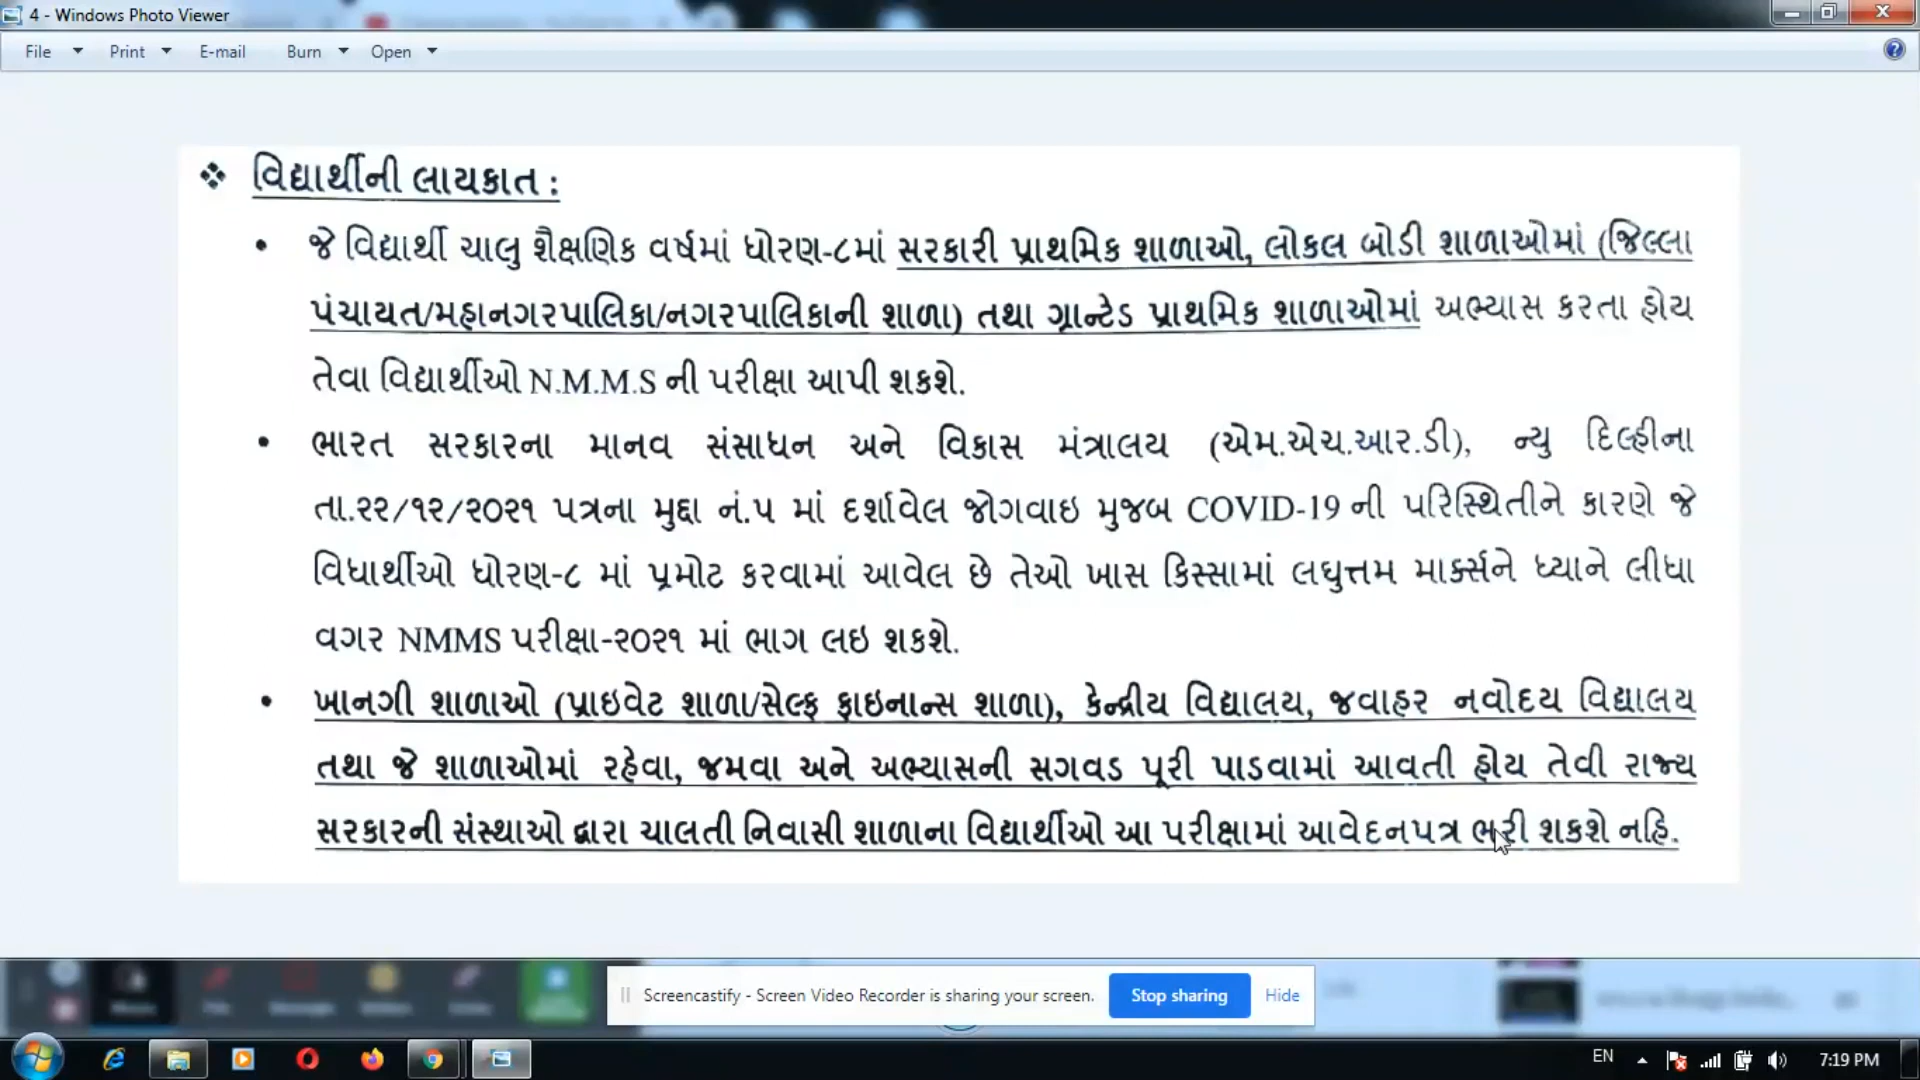 4 - Windows Photo Viewer
File Print E-mail Burn Open
❖ વિદ્યાર્થીની લાયકાત :
• જે વિદ્યાર્થી ચાલુ શૈક્ષણિક વર્ષમાં ધોરણ-૮માં સરકારી પ્રાથમિક શાળાઓ, લોકલ બોડી શાળાઓમાં (જિલ્લા
પંચાયત/મહાનગરપાલિકા/નગરપાલિકાની શાળા) તથા ગ્રાન્ટેડ પ્રાથમિક શાળાઓમાં અભ્યાસ કરતા હોય
તેવા વિદ્યાર્થીઓ N.M.M.S ની પરીક્ષા આપી શકશે.
• ભારત સરકારના માનવ સંસાધન અને વિકાસ મંત્રાલય (એમ.એચ.આર.ડી), ન્યુ દિલ્હીના
તા.૨૨/૧૨/૨૦૨૧ પત્રના મુદ્દા નં.૫ માં દર્શાવેલ જોગવાઇ મુજબ COVID-19 ની પરિસ્થિતીને કારણે જે
વિધાર્થીઓ ધોરણ-૮ માં પ્રમોટ કરવામાં આવેલ છે તેઓ ખાસ કિસ્સામાં લઘુત્તમ માર્ક્સને ધ્યાને લીધા
વગર NMMS પરીક્ષા-૨૦૨૧ માં ભાગ લઇ શકશે.
• ખાનગી શાળાઓ (પ્રાઇવેટ શાળા/સેલ્ફ ફાઇનાન્સ શાળા), કેન્દ્રીય વિદ્યાલય, જવાહર નવોદય વિદ્યાલય
તથા જે શાળાઓમાં રહેવા, જમવા અને અભ્યાસની સગવડ પૂરી પાડવામાં આવતી હોય તેવી રાજ્ય
સરકારની સંસ્થાઓ દ્વારા ચાલતી નિવાસી શાળાના વિદ્યાર્થીઓ આ પરીક્ષામાં આવેદનપત્ર ભરી શકશે નહિ.
Screencastify - Screen Video Recorder is sharing your screen. Stop sharing Hide
EN 7:19 PM